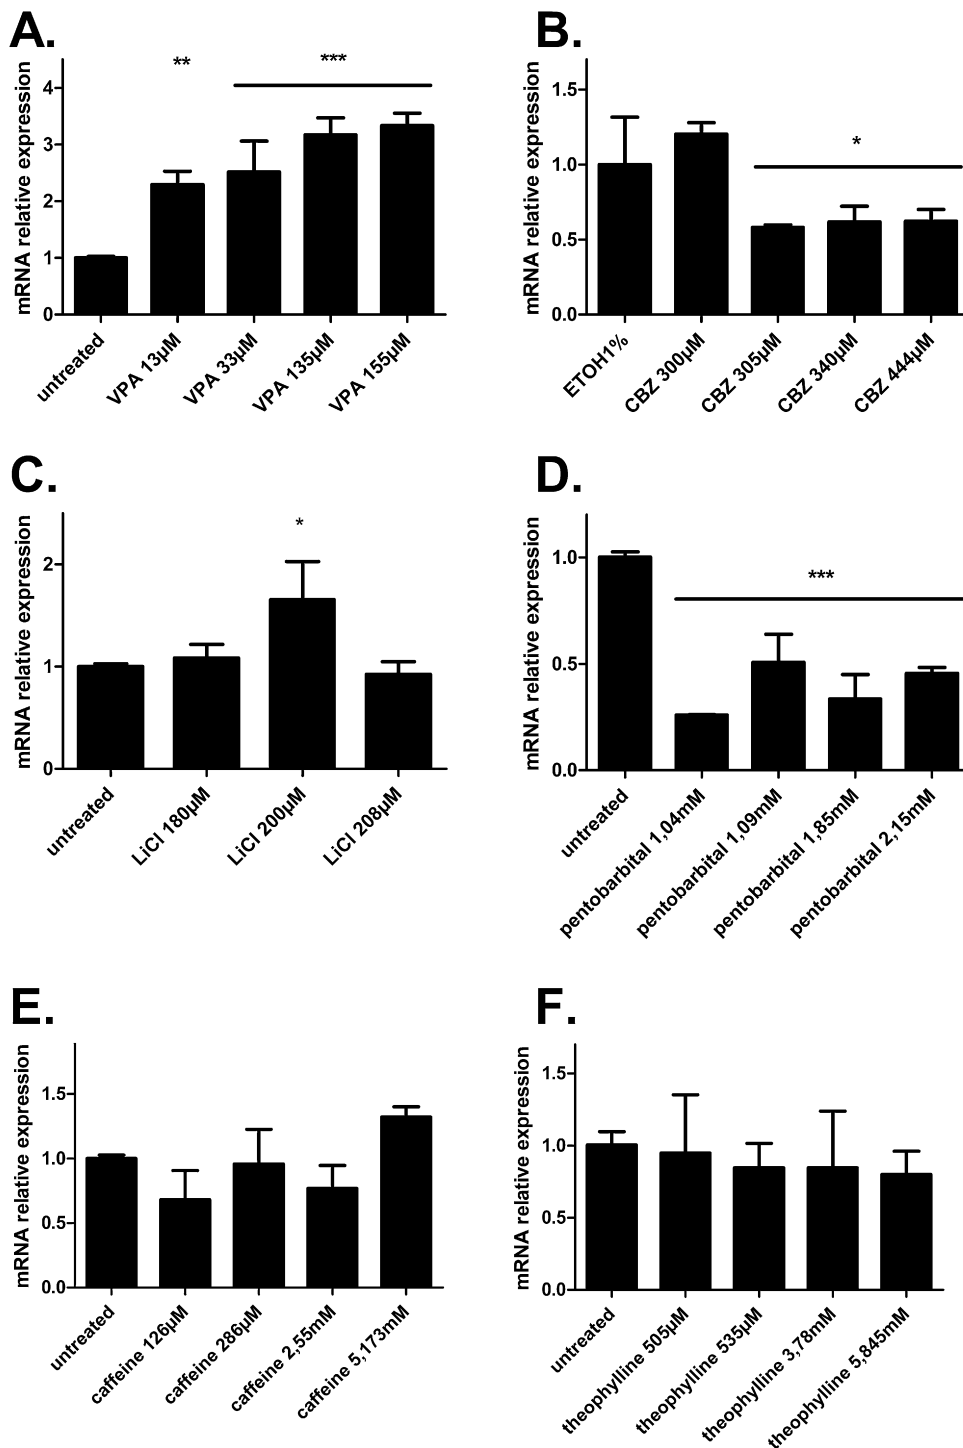 A.
mRNA relative expression
4
3
2
1
0
**
***
untreated
VPA 13µM
VPA 33µM
VPA 135µM
VPA 155µM
B.
mRNA relative expression
1.5
1.0
0.5
0.0
*
ETOH1%
CBZ 300µM
CBZ 305µM
CBZ 340µM
CBZ 444µM
C.
mRNA relative expression
2
1
0
*
untreated
LiCl 180µM
LiCl 200µM
LiCl 208µM
D.
mRNA relative expression
1.0
0.5
0.0
***
untreated
pentobarbital 1,04mM
pentobarbital 1,09mM
pentobarbital 1,85mM
pentobarbital 2,15mM
E.
mRNA relative expression
1.5
1.0
0.5
0.0
untreated
caffeine 126µM
caffeine 286µM
caffeine 2,55mM
caffeine 5,173mM
F.
mRNA relative expression
1.5
1.0
0.5
0.0
untreated
theophylline 505µM
theophylline 535µM
theophylline 3,78mM
theophylline 5,845mM